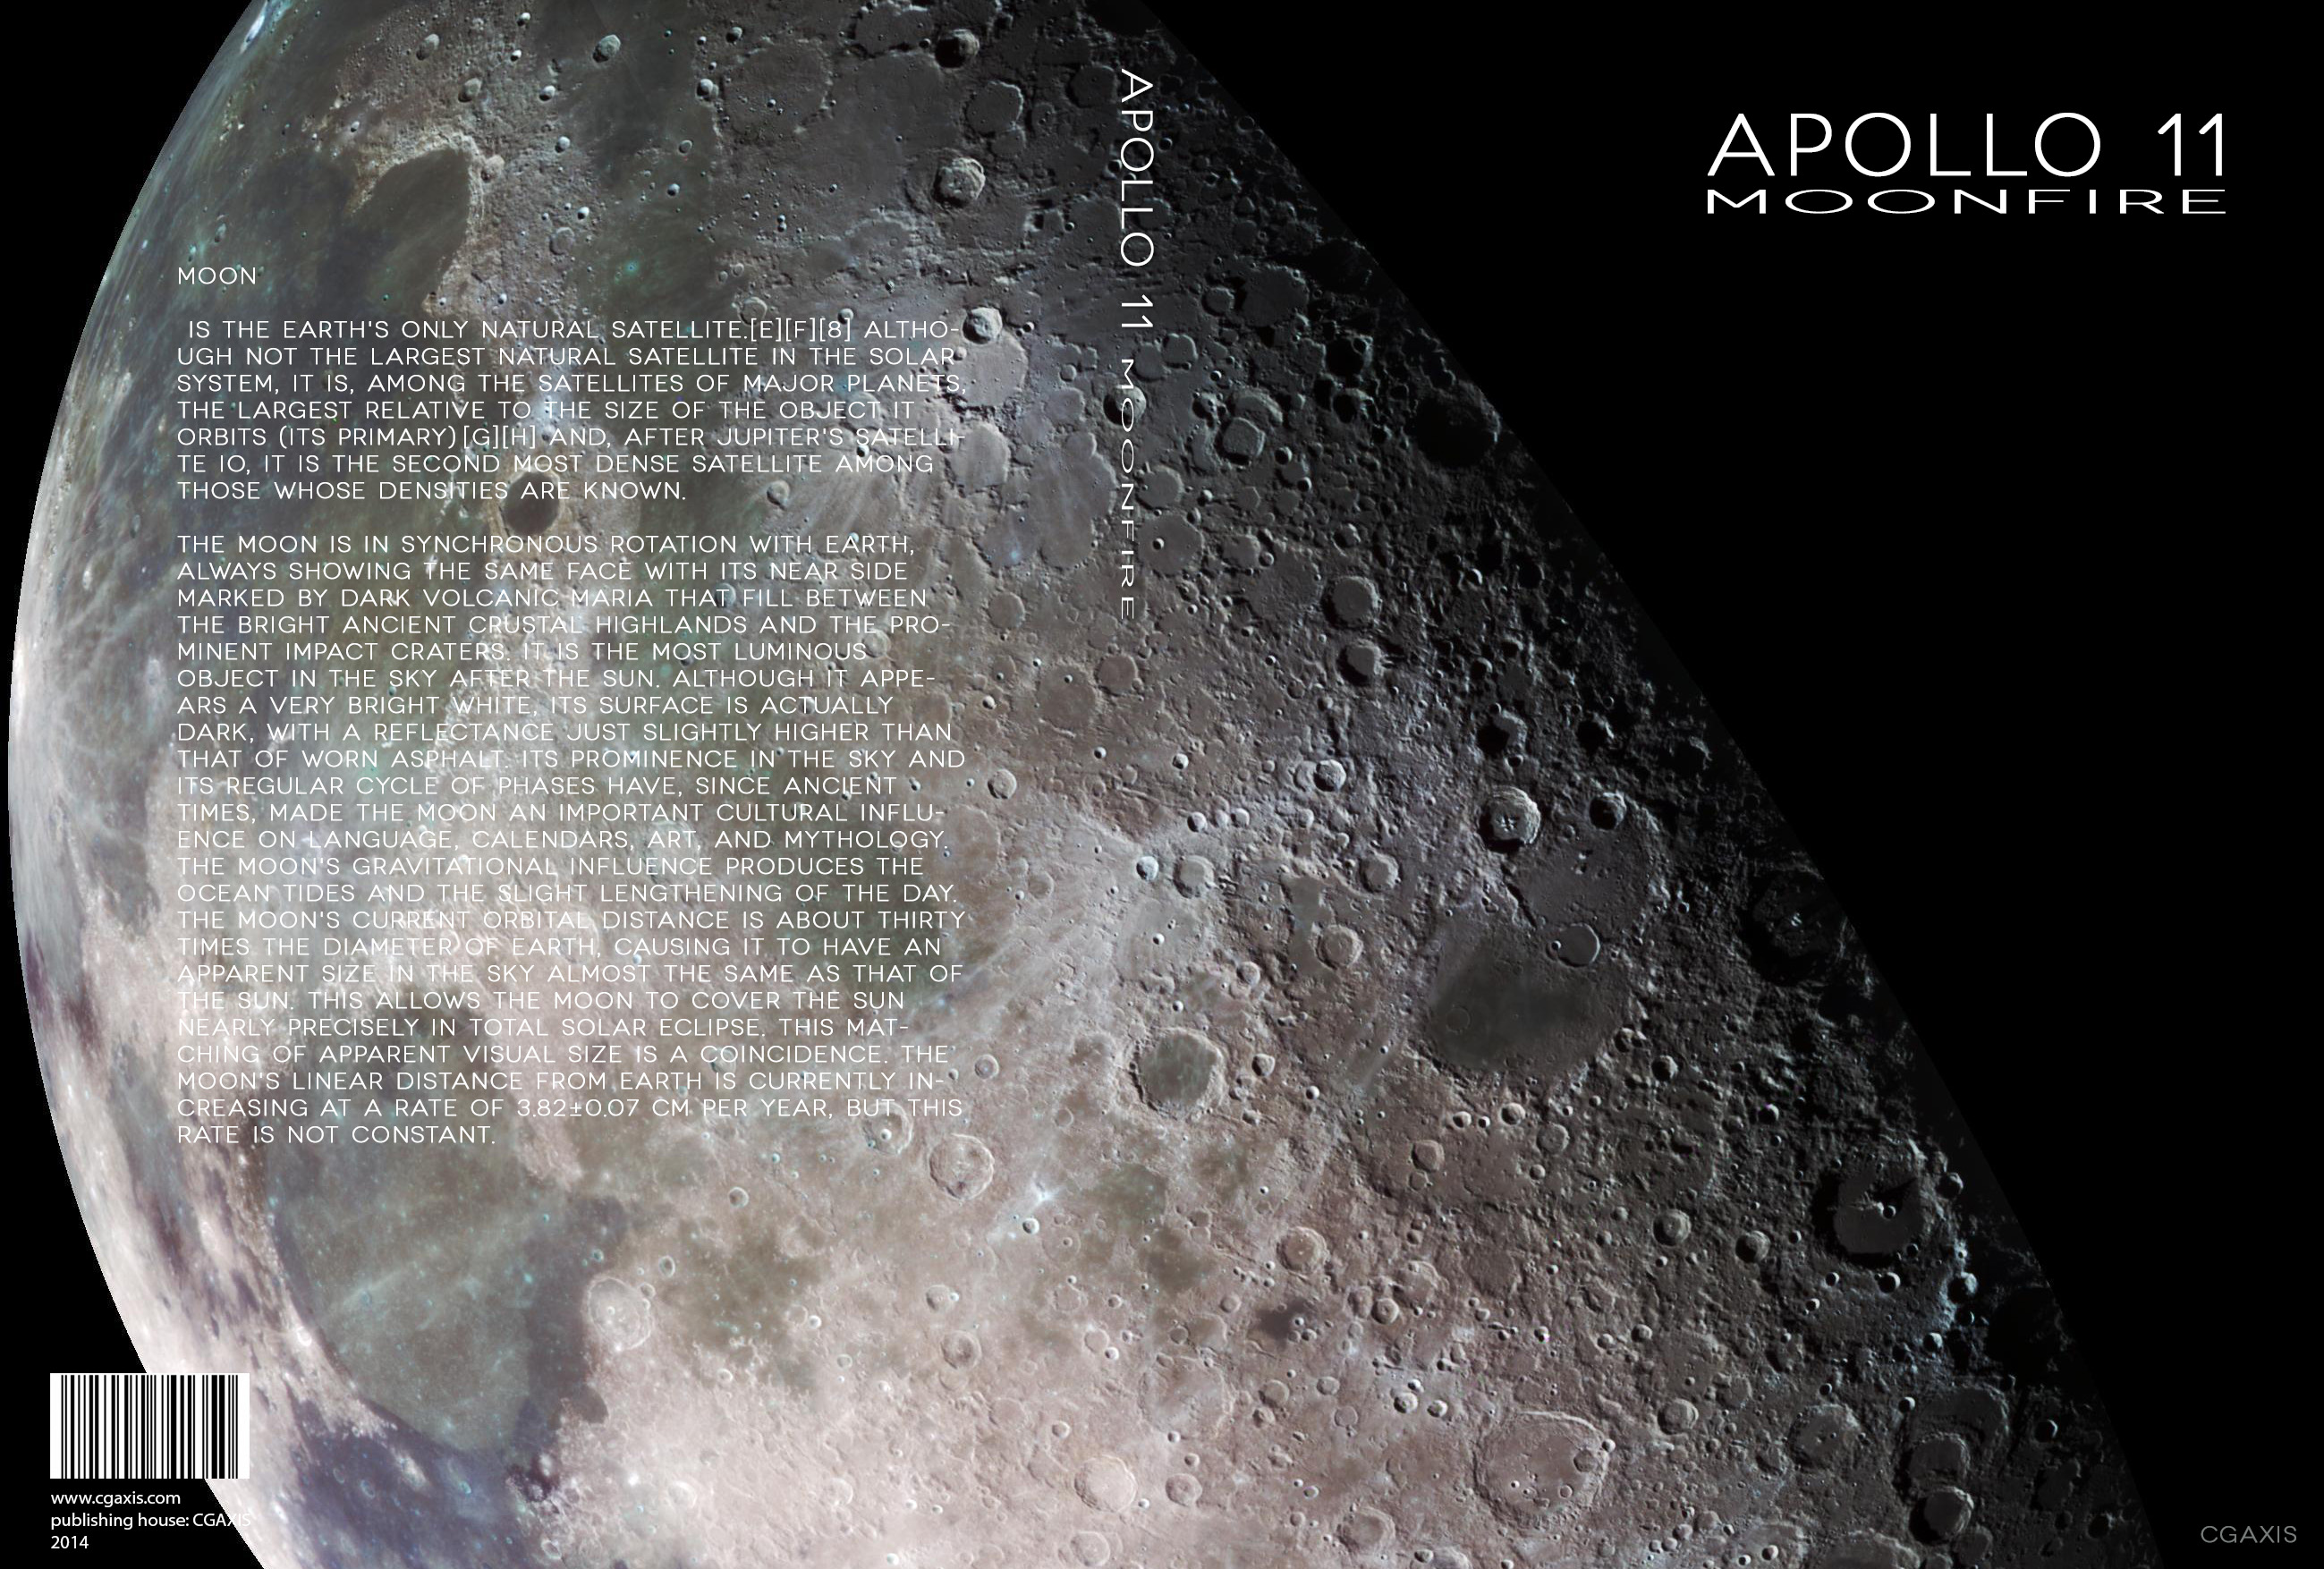 MOON
IS THE EARTH'S ONLY NATURAL SATELLITE.[E][F][8] ALTHO-
UGH NOT THE LARGEST NATURAL SATELLITE IN THE SOLAR
SYSTEM, IT IS, AMONG THE SATELLITES OF MAJOR PLANETS,
THE LARGEST RELATIVE TO THE SIZE OF THE OBJECT IT
ORBITS (ITS PRIMARY)[G][H] AND, AFTER JUPITER'S SATELLI-
TE IO, IT IS THE SECOND MOST DENSE SATELLITE AMONG
THOSE WHOSE DENSITIES ARE KNOWN.
THE MOON IS IN SYNCHRONOUS ROTATION WITH EARTH,
ALWAYS SHOWING THE SAME FACE WITH ITS NEAR SIDE
MARKED BY DARK VOLCANIC MARIA THAT FILL BETWEEN
THE BRIGHT ANCIENT CRUSTAL HIGHLANDS AND THE PRO-
MINENT IMPACT CRATERS. IT IS THE MOST LUMINOUS
OBJECT IN THE SKY AFTER THE SUN. ALTHOUGH IT APPE-
ARS A VERY BRIGHT WHITE, ITS SURFACE IS ACTUALLY
DARK, WITH A REFLECTANCE JUST SLIGHTLY HIGHER THAN
THAT OF WORN ASPHALT. ITS PROMINENCE IN THE SKY AND
ITS REGULAR CYCLE OF PHASES HAVE, SINCE ANCIENT
TIMES, MADE THE MOON AN IMPORTANT CULTURAL INFLU-
ENCE ON LANGUAGE, CALENDARS, ART, AND MYTHOLOGY.
THE MOON'S GRAVITATIONAL INFLUENCE PRODUCES THE
OCEAN TIDES AND THE SLIGHT LENGTHENING OF THE DAY.
THE MOON'S CURRENT ORBITAL DISTANCE IS ABOUT THIRTY
TIMES THE DIAMETER OF EARTH, CAUSING IT TO HAVE AN
APPARENT SIZE IN THE SKY ALMOST THE SAME AS THAT OF
THE SUN. THIS ALLOWS THE MOON TO COVER THE SUN
NEARLY PRECISELY IN TOTAL SOLAR ECLIPSE. THIS MAT-
CHING OF APPARENT VISUAL SIZE IS A COINCIDENCE. THE
MOON'S LINEAR DISTANCE FROM EARTH IS CURRENTLY IN-
CREASING AT A RATE OF 3.82±0.07 CM PER YEAR, BUT THIS
RATE IS NOT CONSTANT.
www.cgaxis.com
publishing house: CGAXIS
2014
APOLLO 11 MOONFIRE
APOLLO 11
MOONFIRE
CGAXIS